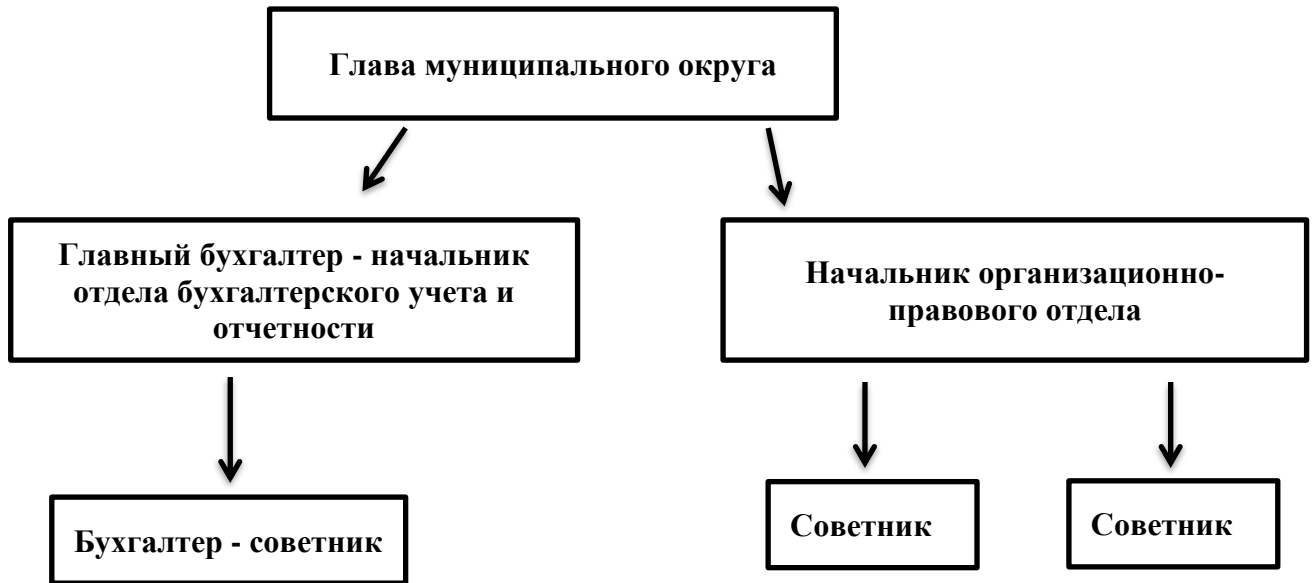 Глава муниципального округа
Главный бухгалтер - начальник
отдела бухгалтерского учета и
отчетности
Начальник организационно-
правового отдела
Бухгалтер - советник
Советник
Советник